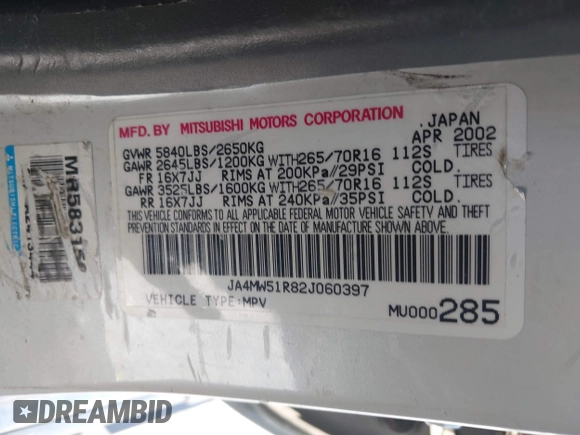 MFD. BY MITSUBISHI MOTORS CORPORATION . JAPAN
GVWR 5840LBS/2650KG APR 2002
GAWR 2645LBS/1200KG WITH265/70R16 112S TIRES
FR 16X7JJ RIMS AT 200KPa//29PSI COLD.
GAWR 3525LBS/1600KG WITH265/70R16 112S TIRES
RR 16X7JJ RIMS AT 240KPa//35PSI COLD.
THIS VEHICLE CONFORMS TO ALL APPLICABLE FEDERAL MOTOR VEHICLE SAFETY AND THEFT
PREVENTION STANDARDS IN EFFECT ON THE DATE OF MANUFACTURE SHOWN ABOVE.
JA4MW51R82J060397
VEHICLE TYPE:MPV
MU000285
DREAMBID